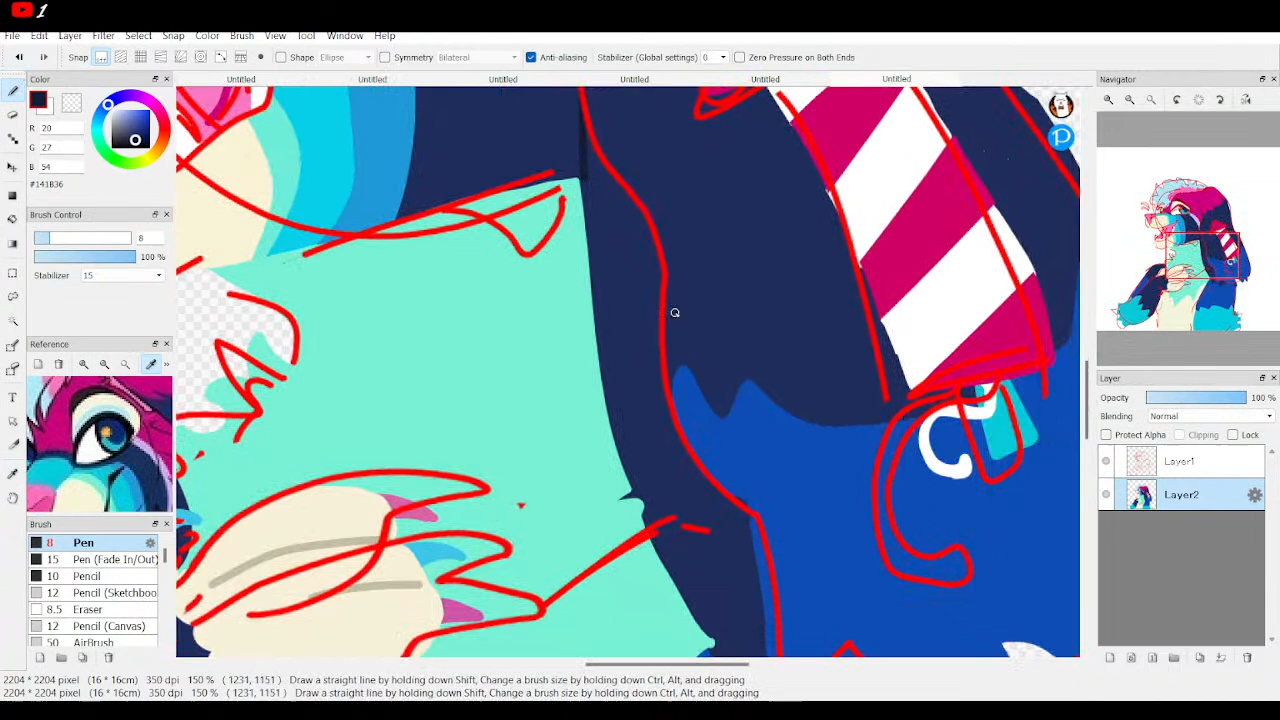 1
File Edit Layer Filter Select Snap Color Brush View Tool Window Help
Snap Shape Ellipse Symmetry Bilateral Anti-aliasing Stabilizer (Global settings) 0 Zero Pressure on Both Ends
Color Untitled Untitled Untitled Untitled Untitled Untitled Navigator
R 20
G 27
B 54
#141B36
Brush Control
8
100 %
Stabilizer 15
Reference
Brush
8 Pen
15 Pen (Fade In/Out)
10 Pencil
12 Pencil (Sketchboo
8.5 Eraser
12 Pencil (Canvas)
50 AirBrush
P
Layer
Opacity 100 %
Blending Normal
Protect Alpha Clipping Lock
Layer1
Layer2
2204 * 2204 pixel (16 * 16cm) 350 dpi 150 % ( 1231, 1151 ) Draw a straight line by holding down Shift, Change a brush size by holding down Ctrl, Alt, and dragging
2204 * 2204 pixel (16 * 16cm) 350 dpi 150 % ( 1231, 1151 ) Draw a straight line by holding down Shift, Change a brush size by holding down Ctrl, Alt, and dragging